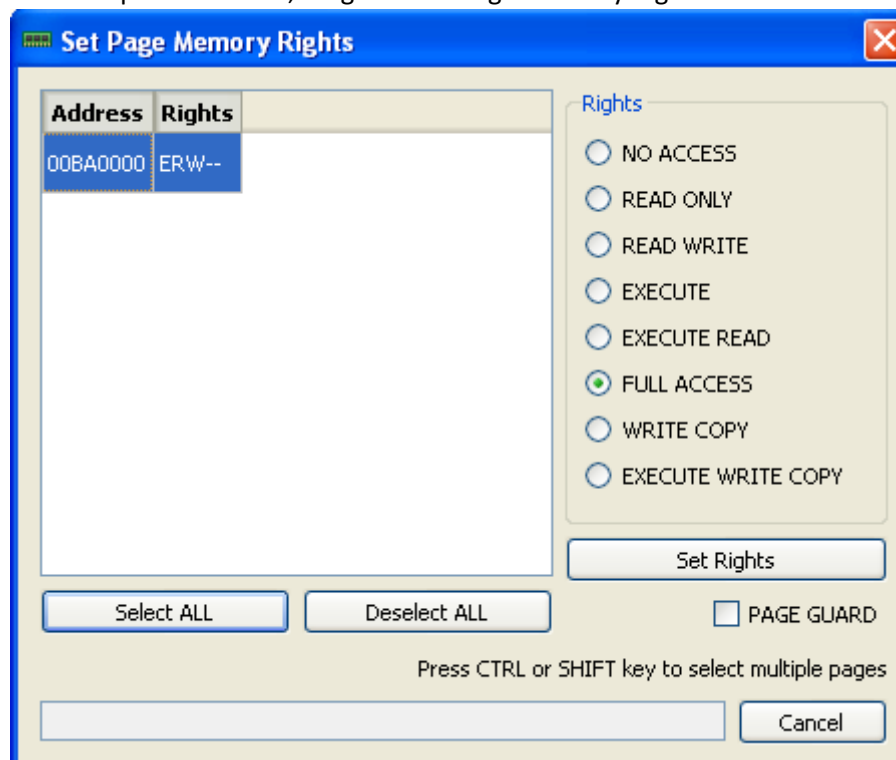 Set Page Memory Rights
Address Rights
00BA0000 ERW--
Rights
NO ACCESS
READ ONLY
READ WRITE
EXECUTE
EXECUTE READ
FULL ACCESS
WRITE COPY
EXECUTE WRITE COPY
Set Rights
Select ALL
Deselect ALL
PAGE GUARD
Press CTRL or SHIFT key to select multiple pages
Cancel